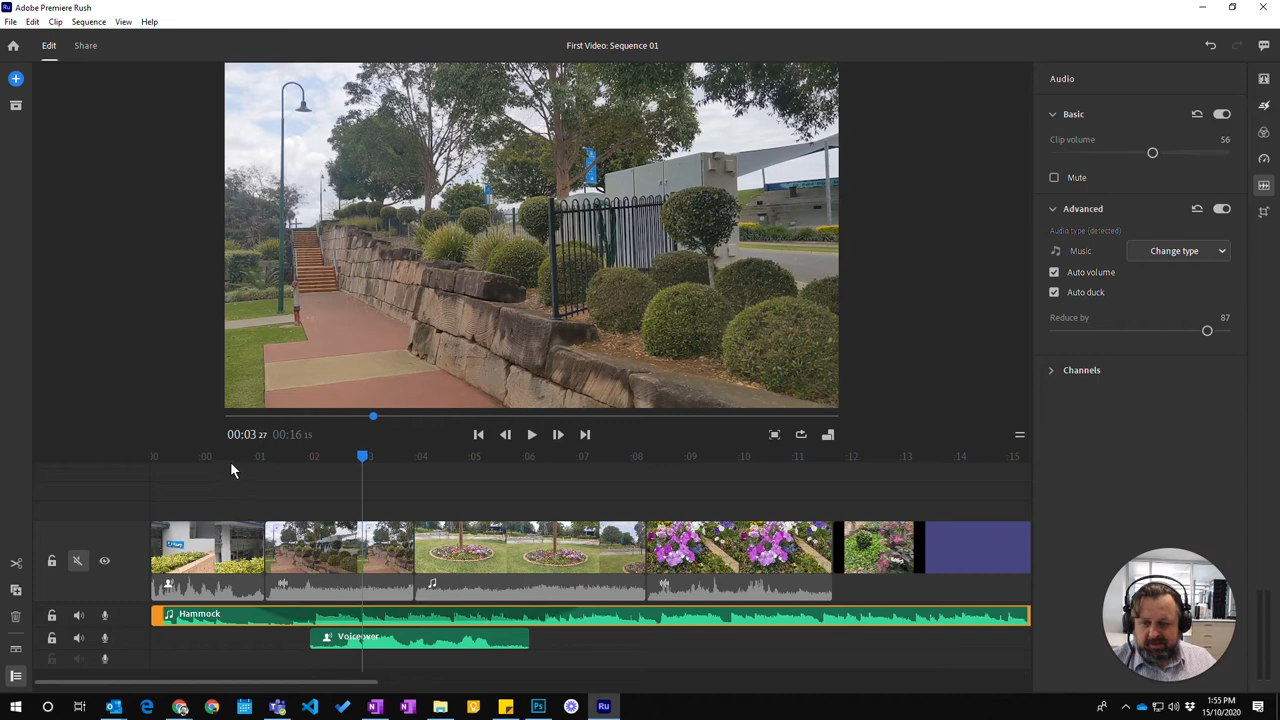 Adobe Premiere Rush
File Edit Clip Sequence View Help
Edit Share First Video: Sequence 01
Audio
Basic
Clip volume 56
Mute
Advanced
Audio type (detected)
Music Change type
Auto volume
Auto duck
Reduce by 87
Channels
00:03 27 00:16 15
:00 :00 :01 :02 :03 :04 :05 :06 :07 :08 :10 :11 :12 :13 :14 :15
Hammock
Voiceover
1:55 PM
15/10/2020